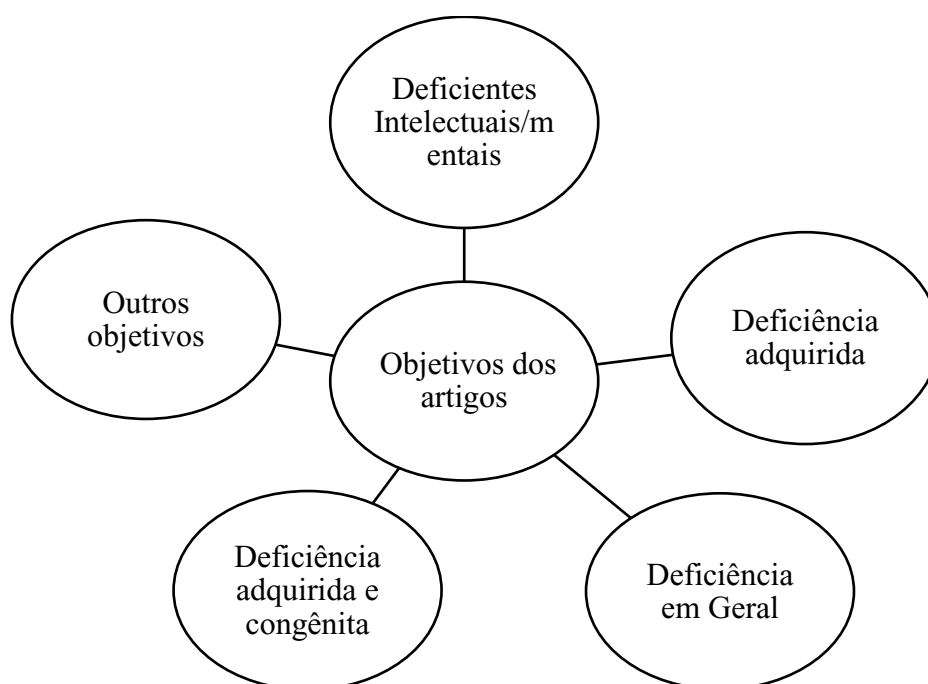 Deficientes
Intelectuais/m
entais
Outros
objetivos
Deficiência
adquirida
Objetivos dos
artigos
Deficiência
adquirida e
congênita
Deficiência
em Geral